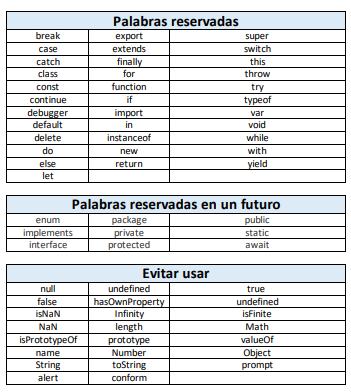 Palabras reservadas
break export super
case extends switch
catch finally this
class for throw
const function try
continue if typeof
debugger import var
default in void
delete instanceof while
do new with
else return yield
let
Palabras reservadas en un futuro
enum package public
implements private static
interface protected await
Evitar usar
null undefined true
false hasOwnProperty undefined
isNaN Infinity isFinite
NaN length Math
isPrototypeOf prototype valueOf
name Number Object
String toString prompt
alert conform